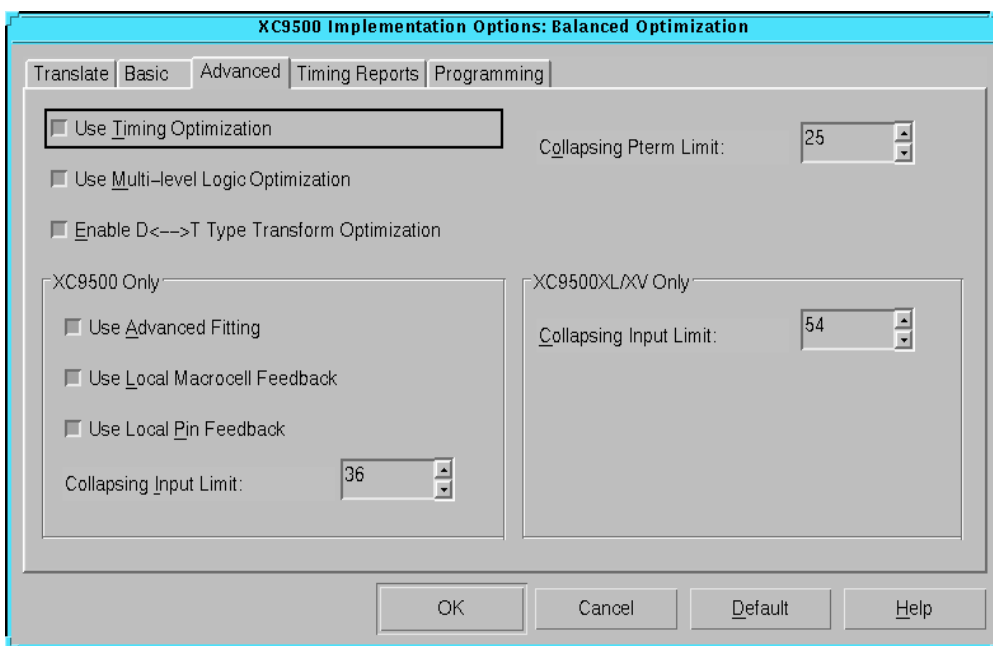 XC9500 Implementation Options: Balanced Optimization
Translate Basic Advanced Timing Reports Programming
Use Timing Optimization
Collapsing Pterm Limit: 25
Use Multi-level Logic Optimization
Enable D<-->T Type Transform Optimization
XC9500 Only
Use Advanced Fitting
Use Local Macrocell Feedback
Use Local Pin Feedback
Collapsing Input Limit: 36
XC9500XL/XV Only
Collapsing Input Limit: 54
OK Cancel Default Help